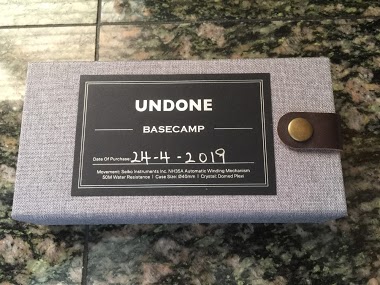 UNDONE
BASECAMP
Date Of Purchase: 24-4-2019
Movement: Seiko Instruments Inc. NH35A Automatic Winding Mechanism
50M Water Resistance | Case Size: Ø40mm | Crystal: Domed Plexi